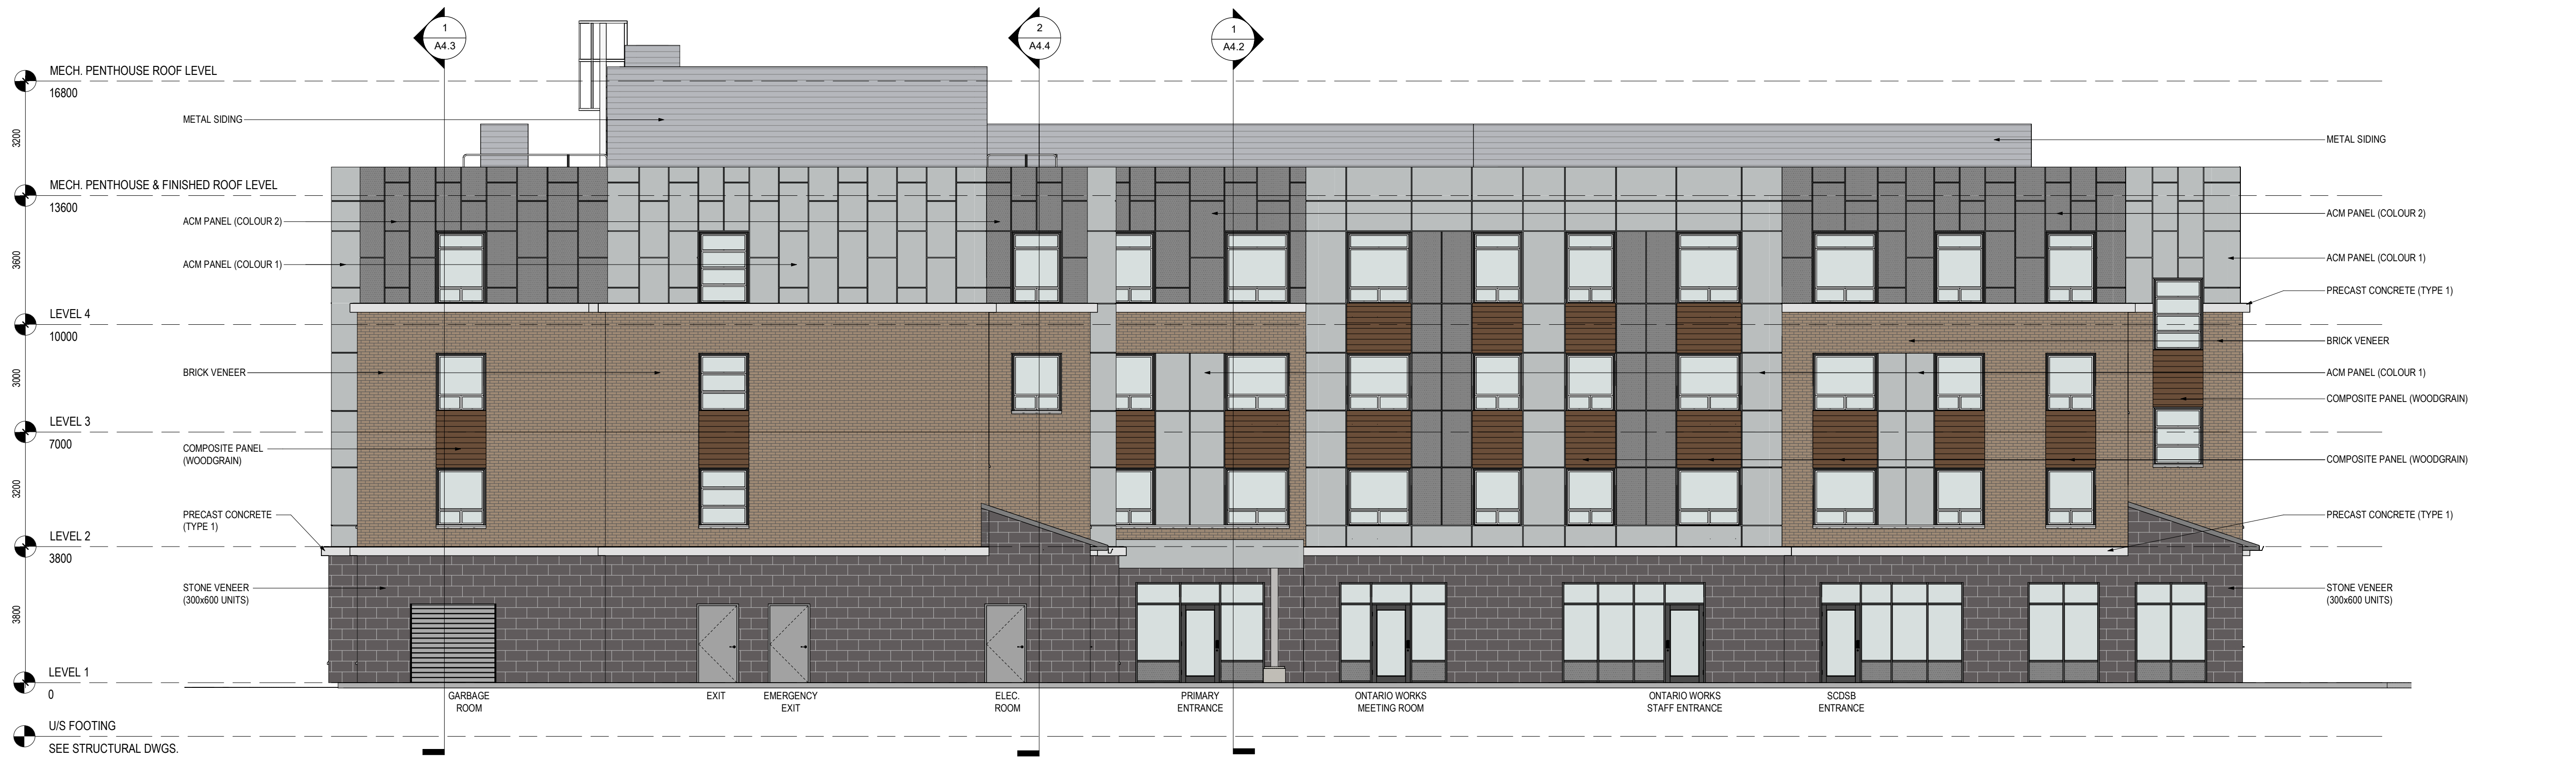 1
A4.3
2
A4.4
1
A4.2
MECH. PENTHOUSE ROOF LEVEL
16800
3200
METAL SIDING
METAL SIDING
MECH. PENTHOUSE & FINISHED ROOF LEVEL
13600
ACM PANEL (COLOUR 2)
ACM PANEL (COLOUR 2)
3600
ACM PANEL (COLOUR 1)
ACM PANEL (COLOUR 1)
PRECAST CONCRETE (TYPE 1)
LEVEL 4
10000
BRICK VENEER
3000
BRICK VENEER
ACM PANEL (COLOUR 1)
COMPOSITE PANEL (WOODGRAIN)
LEVEL 3
7000
COMPOSITE PANEL
(WOODGRAIN)
COMPOSITE PANEL (WOODGRAIN)
3200
PRECAST CONCRETE
(TYPE 1)
PRECAST CONCRETE (TYPE 1)
LEVEL 2
3800
STONE VENEER
(300x600 UNITS)
STONE VENEER
(300x600 UNITS)
3800
LEVEL 1
0
GARBAGE
ROOM
EXIT
EMERGENCY
EXIT
ELEC.
ROOM
PRIMARY
ENTRANCE
ONTARIO WORKS
MEETING ROOM
ONTARIO WORKS
STAFF ENTRANCE
SCDSB
ENTRANCE
U/S FOOTING
SEE STRUCTURAL DWGS.